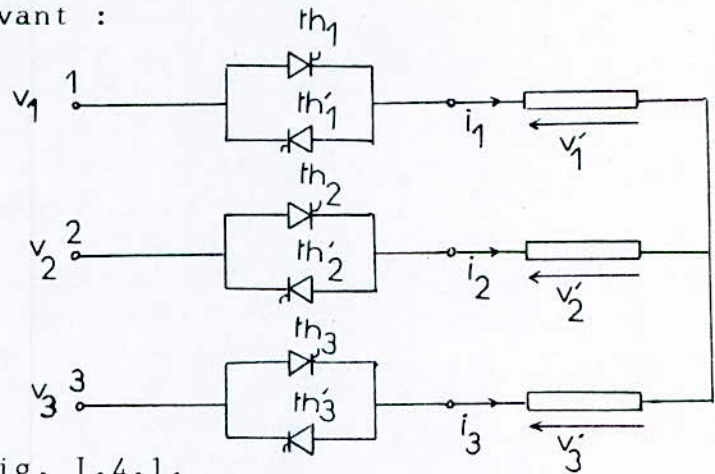 vant :
th1
v1 1
th'1
i1
v'1
th2
v2 2
th'2
i2
v'2
th3
v3 3
th'3
i3
v'3
ig. I.4.1.